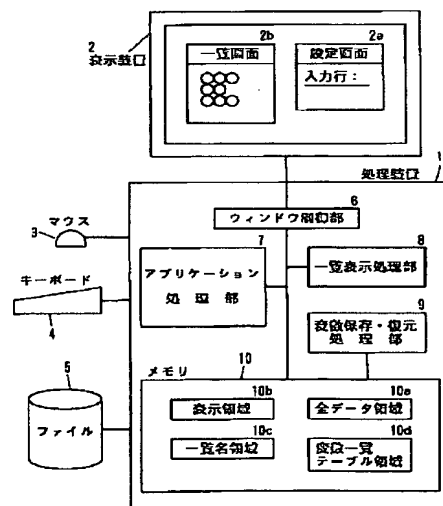 2
表示装置
2b
一覧画面
2a
設定画面
入力行：
1
処理装置
6
ウィンドウ制御部
3
マウス
7
アプリケーション
処理部
8
一覧表示処理部
キーボード
4
9
変数保存・復元
処理部
メモリ
10
5
ファイル
10b
表示領域
10a
全データ領域
10c
一覧名領域
10d
変数一覧
テーブル領域